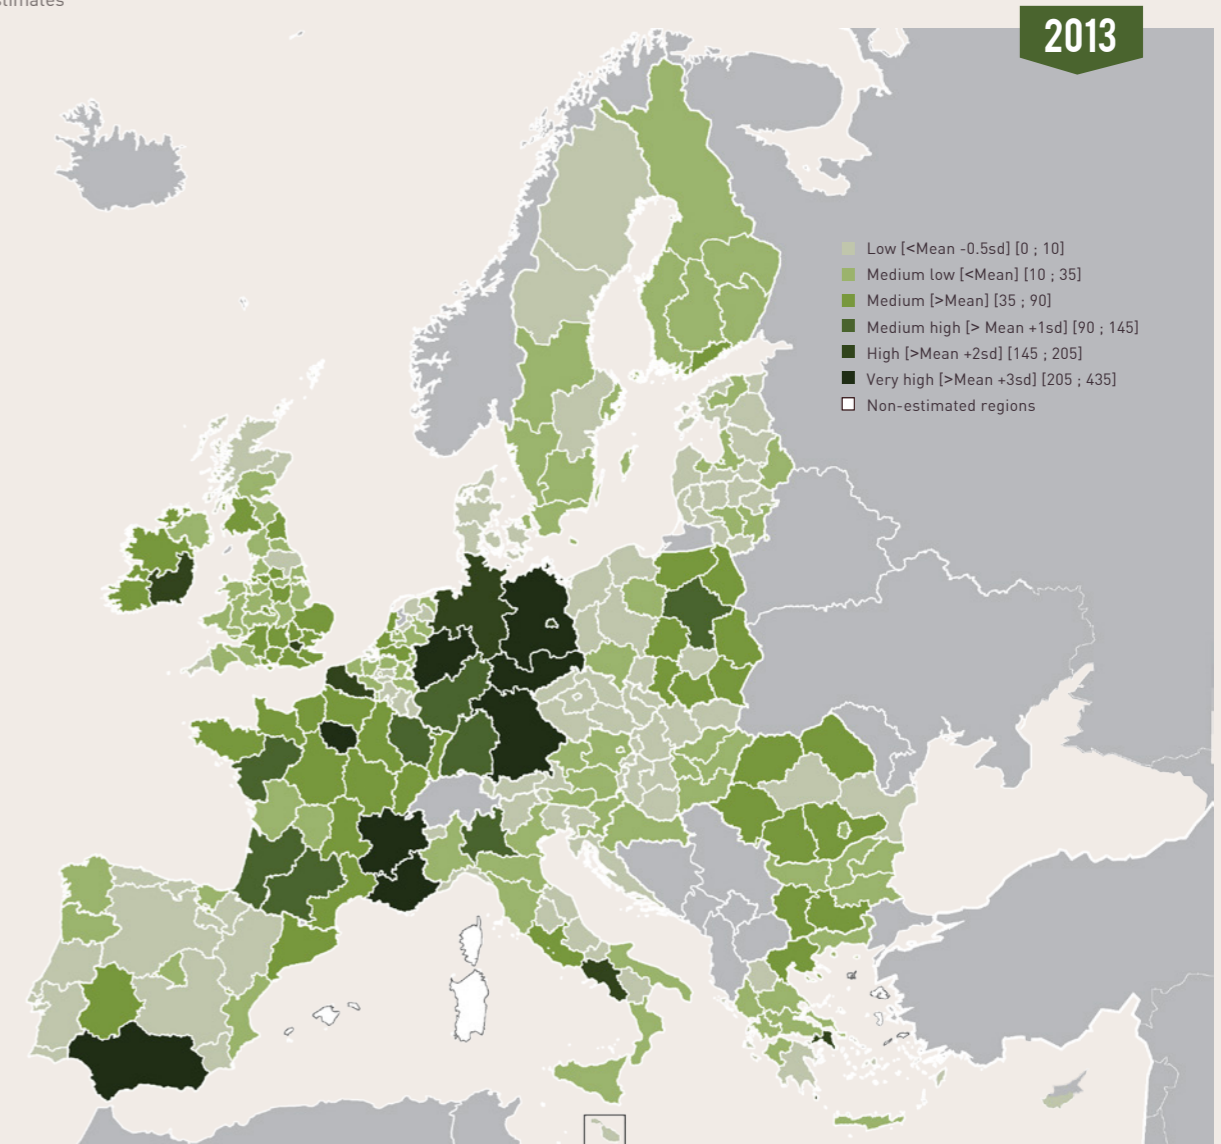 2013
Low [<Mean -0.5sd] [0 ; 10]
Medium low [<Mean] [10 ; 35]
Medium [>Mean] [35 ; 90]
Medium high [> Mean +1sd] [90 ; 145]
High [>Mean +2sd] [145 ; 205]
Very high [>Mean +3sd] [205 ; 435]
Non-estimated regions